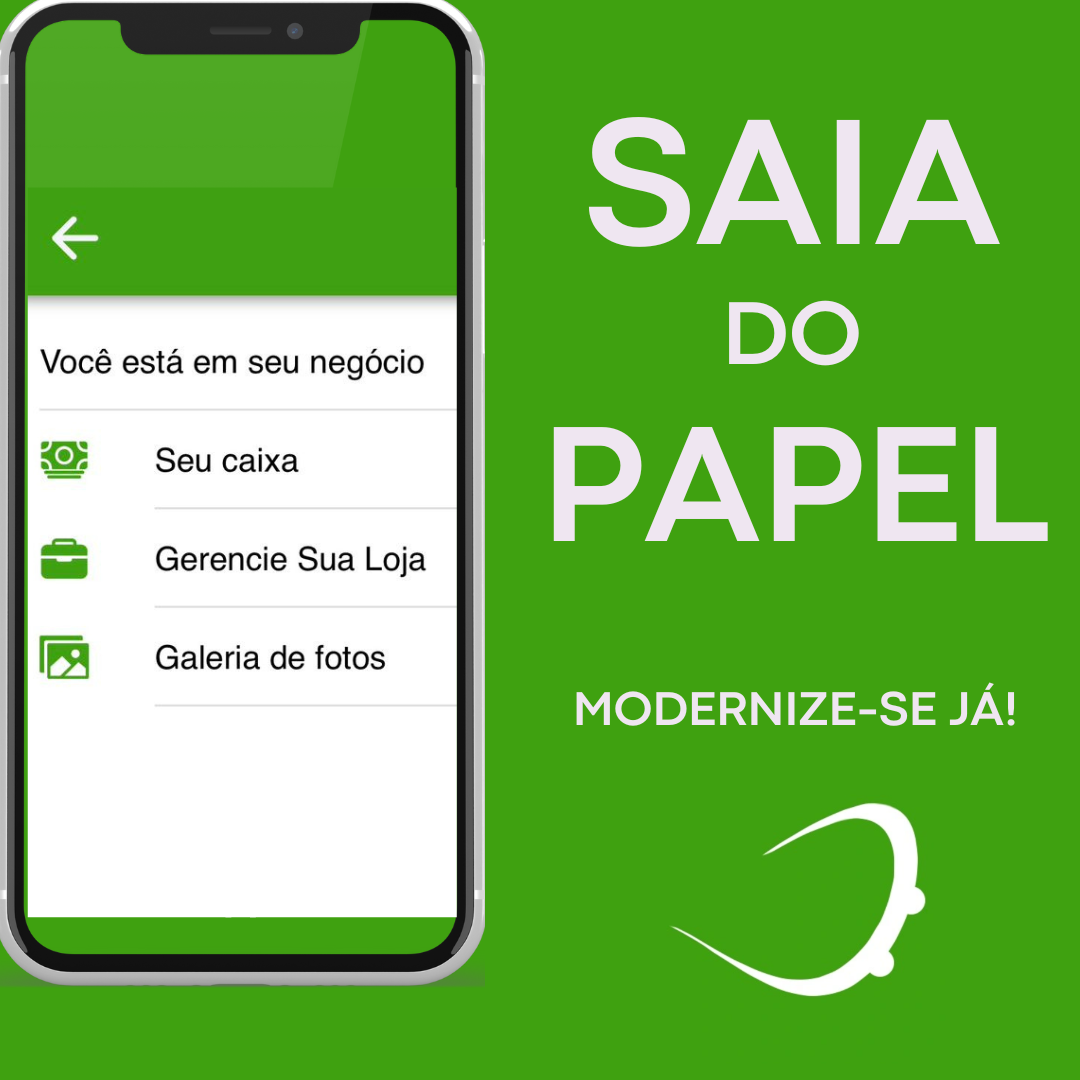 Você está em seu negócio
Seu caixa
Gerencie Sua Loja
Galeria de fotos
SAIA
DO
PAPEL
MODERNIZE-SE JÁ!